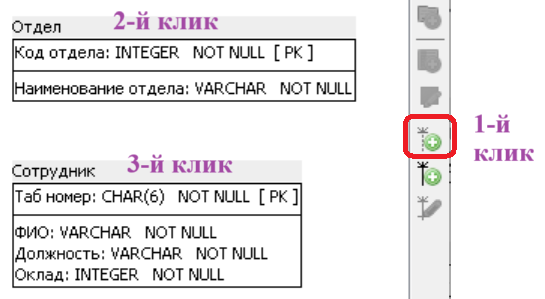 Отдел
2-й клик
Код отдела: INTEGER NOT NULL [ PK ]
Наименование отдела: VARCHAR NOT NULL
1-й
клик
Сотрудник
3-й клик
Таб номер: CHAR(6) NOT NULL [ PK ]
ФИО: VARCHAR NOT NULL
Должность: VARCHAR NOT NULL
Оклад: INTEGER NOT NULL